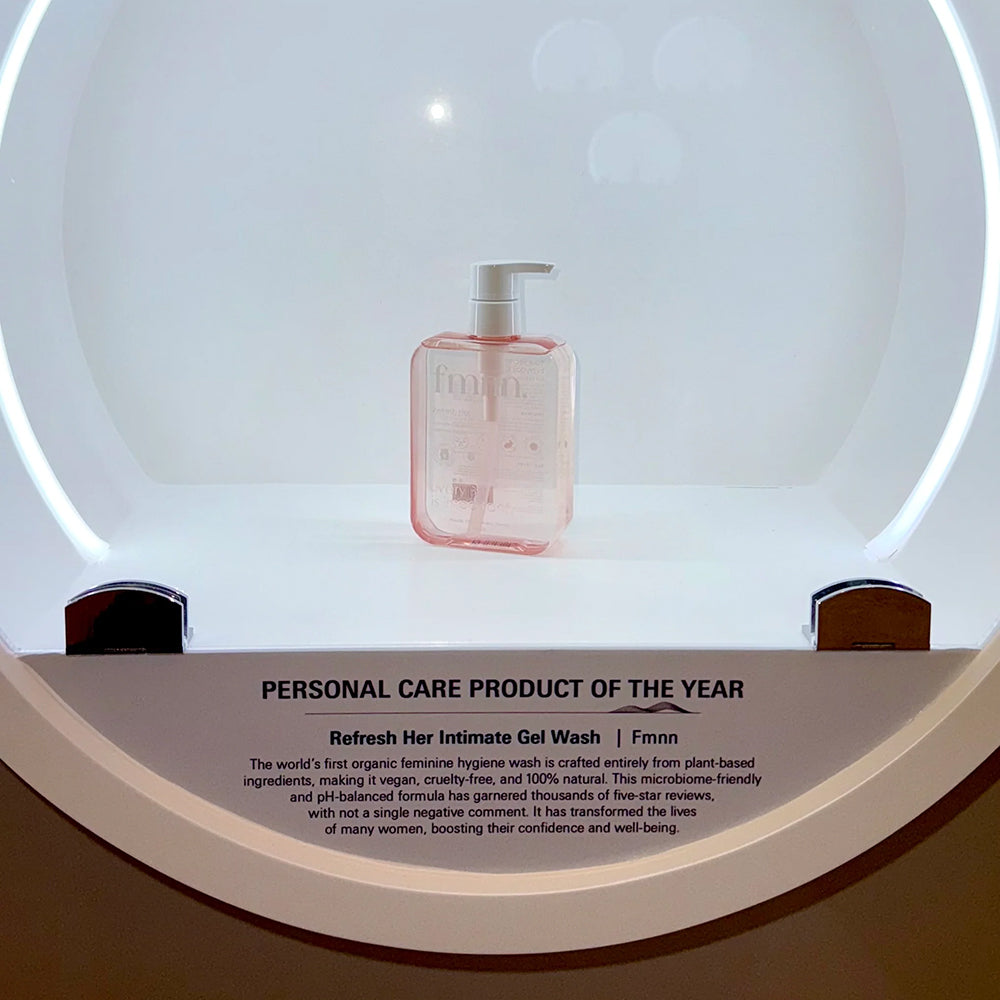 fmnn.
PERSONAL CARE PRODUCT OF THE YEAR
Refresh Her Intimate Gel Wash | Fmnn
The world's first organic feminine hygiene wash is crafted entirely from plant-based
ingredients, making it vegan, cruelty-free, and 100% natural. This microbiome-friendly
and pH-balanced formula has garnered thousands of five-star reviews,
with not a single negative comment. It has transformed the lives
of many women, boosting their confidence and well-being.